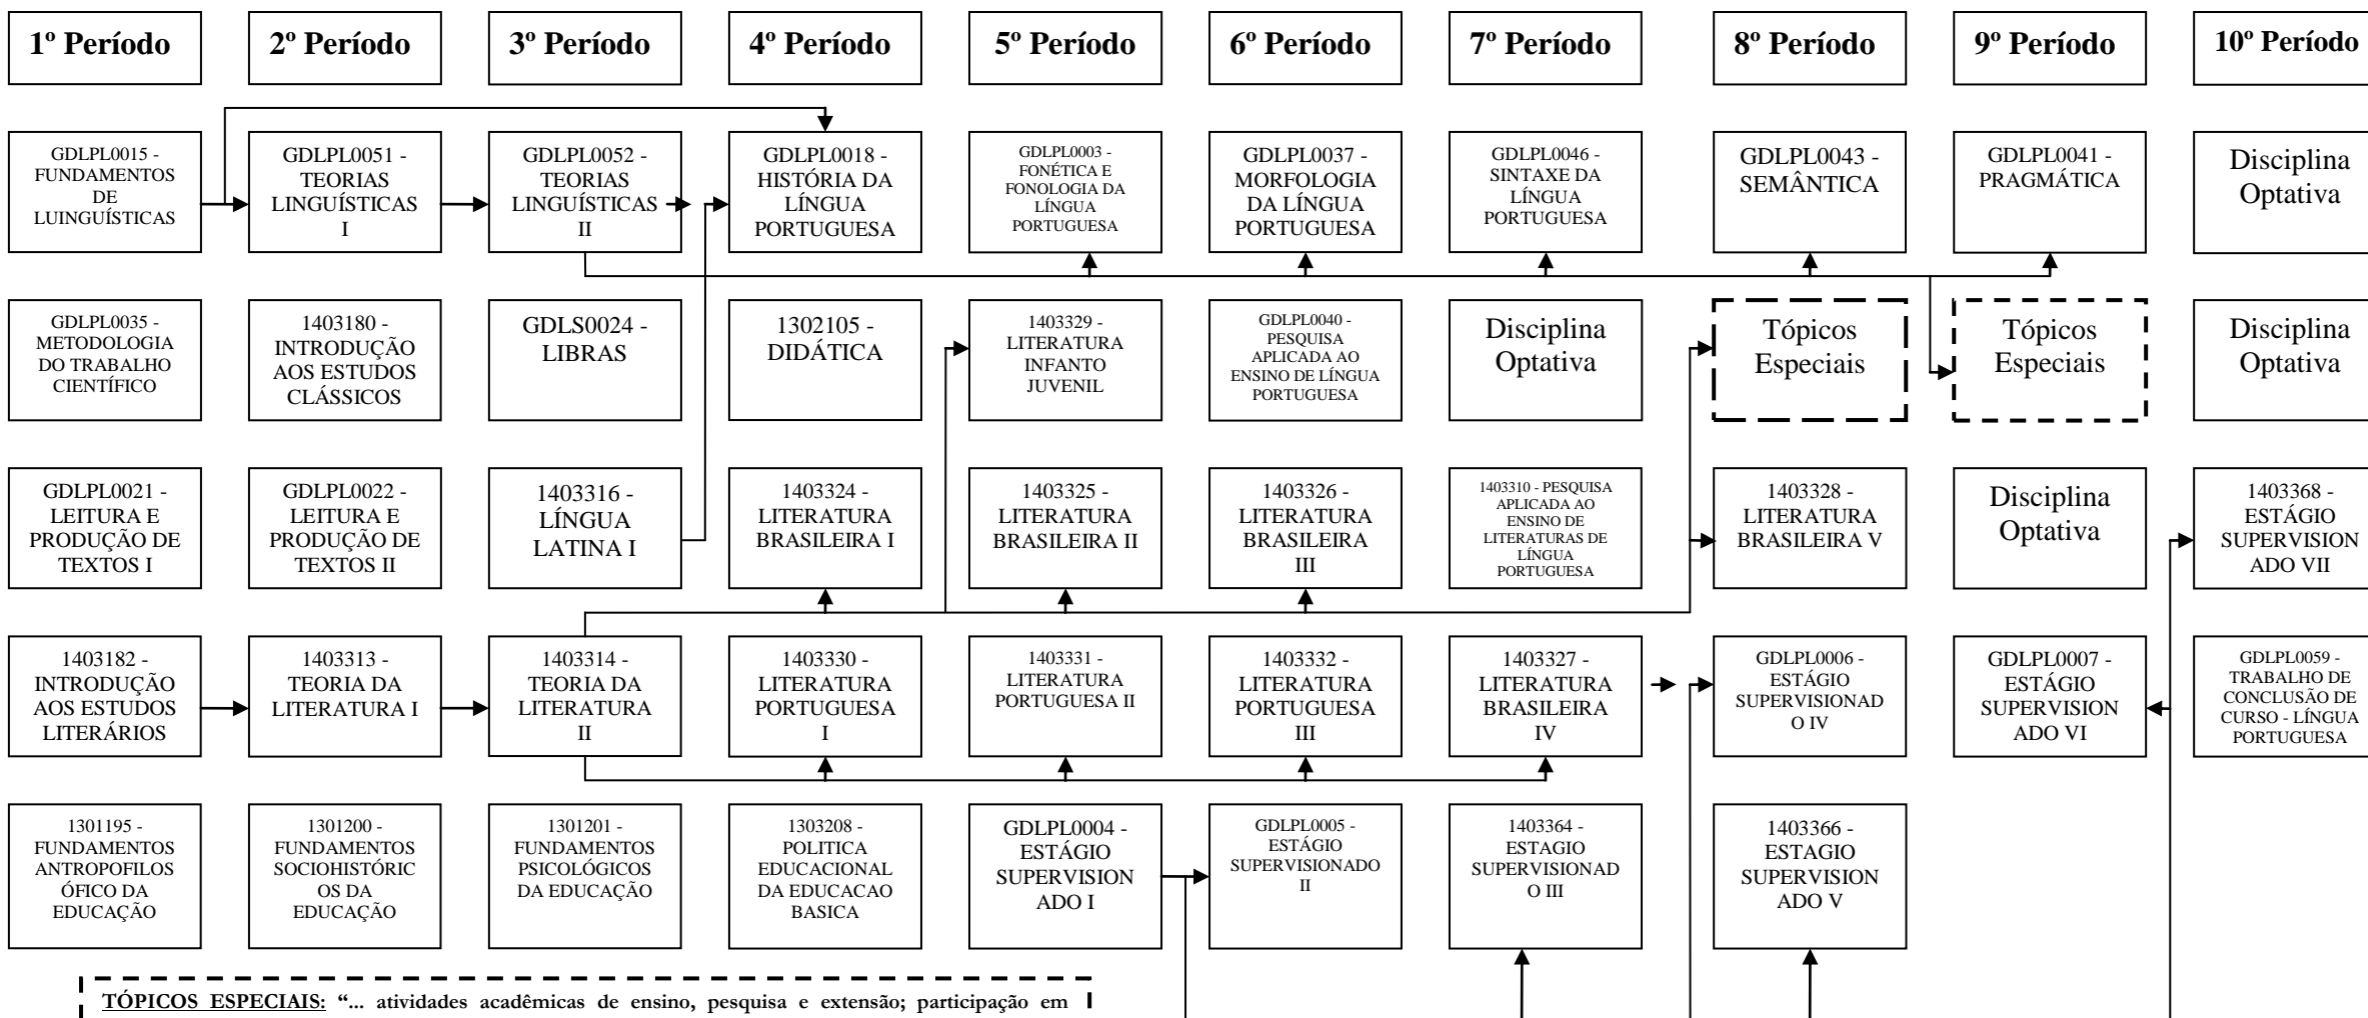 1º Período
2º Período
3º Período
4º Período
5º Período
6º Período
7º Período
8º Período
9º Período
10º Período
GDLPL0015 -
FUNDAMENTOS
DE
LUINGUÍSTICAS
GDLPL0051 -
TEORIAS
LINGUÍSTICAS
I
GDLPL0052 -
TEORIAS
LINGUÍSTICAS
II
GDLPL0018 -
HISTÓRIA DA
LÍNGUA
PORTUGUESA
GDLPL0003 -
FONÉTICA E
FONOLOGIA DA
LÍNGUA
PORTUGUESA
GDLPL0037 -
MORFOLOGIA
DA LÍNGUA
PORTUGUESA
GDLPL0046 -
SINTAXE DA
LÍNGUA
PORTUGUESA
GDLPL0043 -
SEMÂNTICA
GDLPL0041 -
PRAGMÁTICA
Disciplina
Optativa
GDLPL0035 -
METODOLOGIA
DO TRABALHO
CIENTÍFICO
1403180 -
INTRODUÇÃO
AOS ESTUDOS
CLÁSSICOS
GDLS0024 -
LIBRAS
1302105 -
DIDÁTICA
1403329 -
LITERATURA
INFANTO
JUVENIL
GDLPL0040 -
PESQUISA
APLICADA AO
ENSINO DE LÍNGUA
PORTUGUESA
Disciplina
Optativa
Tópicos
Especiais
Tópicos
Especiais
Disciplina
Optativa
GDLPL0021 -
LEITURA E
PRODUÇÃO DE
TEXTOS I
GDLPL0022 -
LEITURA E
PRODUÇÃO DE
TEXTOS II
1403316 -
LÍNGUA
LATINA I
1403324 -
LITERATURA
BRASILEIRA I
1403325 -
LITERATURA
BRASILEIRA II
1403326 -
LITERATURA
BRASILEIRA
III
1403310 - PESQUISA
APLICADA AO
ENSINO DE
LITERATURAS DE
LÍNGUA
PORTUGUESA
1403328 -
LITERATURA
BRASILEIRA V
Disciplina
Optativa
1403368 -
ESTÁGIO
SUPERVISION
ADO VII
1403182 -
INTRODUÇÃO
AOS ESTUDOS
LITERÁRIOS
1403313 -
TEORIA DA
LITERATURA I
1403314 -
TEORIA DA
LITERATURA
II
1403330 -
LITERATURA
PORTUGUESA
I
1403331 -
LITERATURA
PORTUGUESA II
1403332 -
LITERATURA
PORTUGUESA
III
1403327 -
LITERATURA
BRASILEIRA
IV
GDLPL0006 -
ESTÁGIO
SUPERVISIONAD
O IV
GDLPL0007 -
ESTÁGIO
SUPERVISION
ADO VI
GDLPL0059 -
TRABALHO DE
CONCLUSÃO DE
CURSO - LÍNGUA
PORTUGUESA
1301195 -
FUNDAMENTOS
ANTROPOFILOS
ÓFICO DA
EDUCAÇÃO
1301200 -
FUNDAMENTOS
SOCIOHISTÓRIC
OS DA
EDUCAÇÃO
1301201 -
FUNDAMENTOS
PSICOLÓGICOS
DA EDUCAÇÃO
1303208 -
POLITICA
EDUCACIONAL
DA EDUCACAO
BASICA
GDLPL0004 -
ESTÁGIO
SUPERVISION
ADO I
GDLPL0005 -
ESTÁGIO
SUPERVISIONADO
II
1403364 -
ESTAGIO
SUPERVISIONAD
O III
1403366 -
ESTAGIO
SUPERVISION
ADO V
TÓPICOS ESPECIAIS: “... atividades acadêmicas de ensino, pesquisa e extensão; participação em